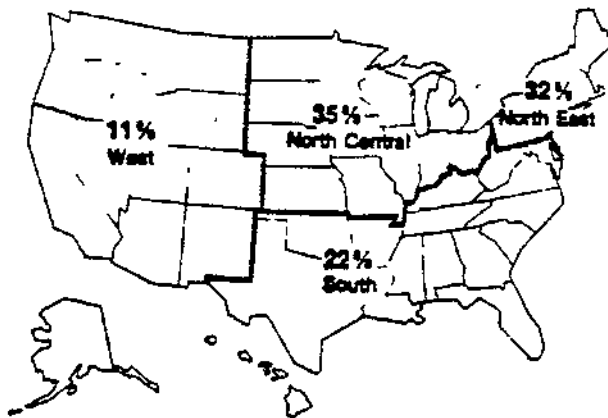 32%
North East
35%
North Central
11%
West
22%
South